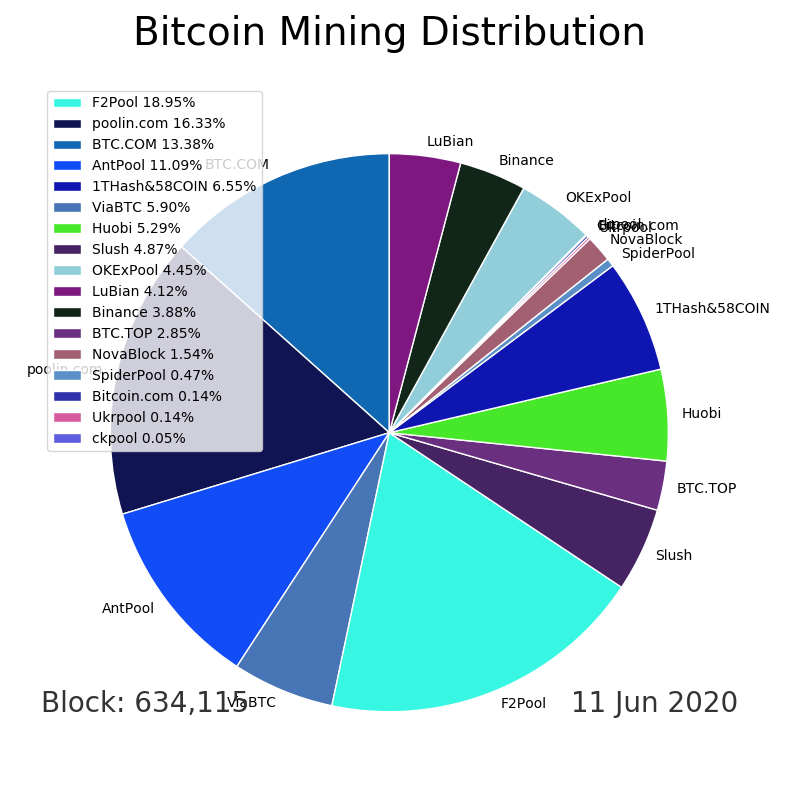 Bitcoin Mining Distribution
F2Pool 18.95%
poolin.com 16.33%
BTC.COM 13.38%
AntPool 11.09%
1THash&58COIN 6.55%
ViaBTC 5.90%
Huobi 5.29%
Slush 4.87%
OKExPool 4.45%
LuBian 4.12%
Binance 3.88%
BTC.TOP 2.85%
NovaBlock 1.54%
SpiderPool 0.47%
Bitcoin.com 0.14%
Ukrpool 0.14%
ckpool 0.05%
BTC.COM
poolin.com
LuBian
Binance
OKExPool
NovaBlock
SpiderPool
1THash&58COIN
Huobi
BTC.TOP
Slush
F2Pool
ViaBTC
AntPool
Block: 634,115
11 Jun 2020